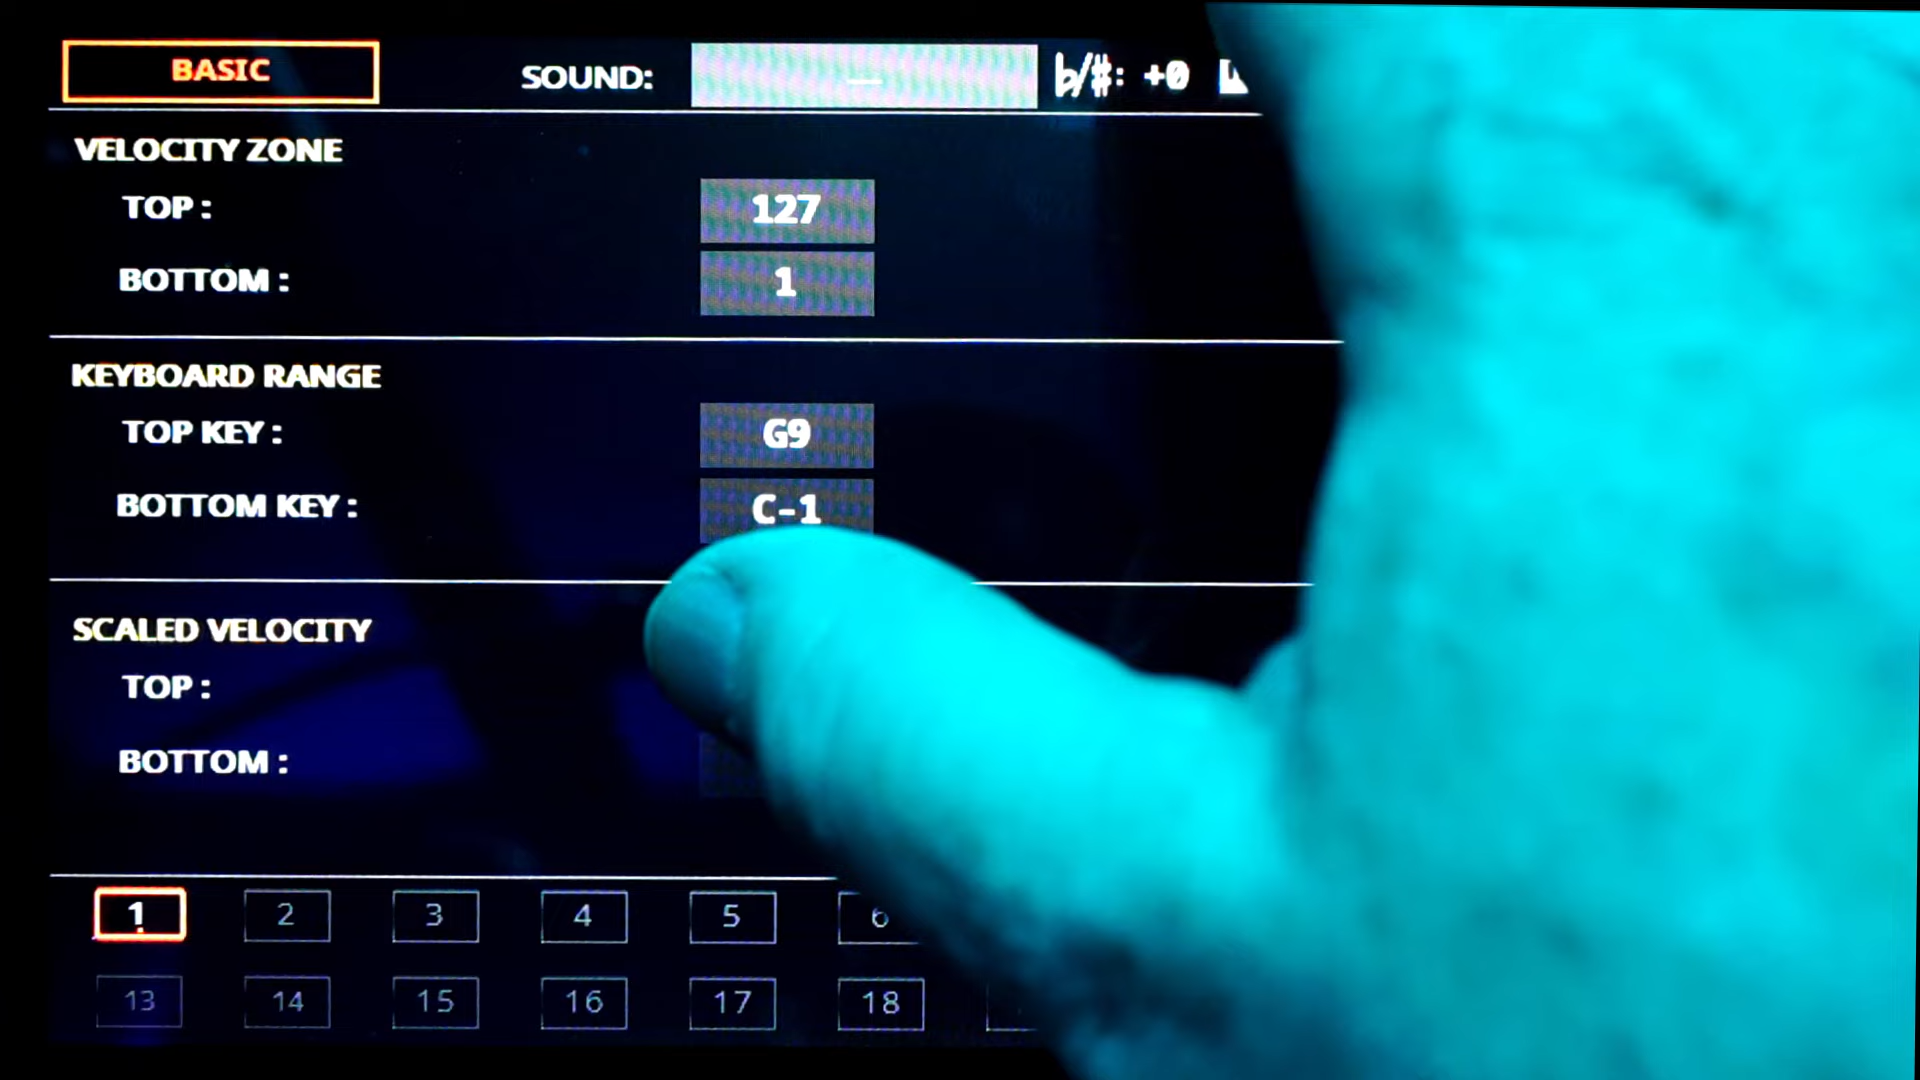 BASIC SOUND: — ♭/#: +0
VELOCITY ZONE
TOP : 127
BOTTOM : 1
KEYBOARD RANGE
TOP KEY : G9
BOTTOM KEY : C-1
SCALED VELOCITY
TOP :
BOTTOM :
1 2 3 4 5 6
13 14 15 16 17 18